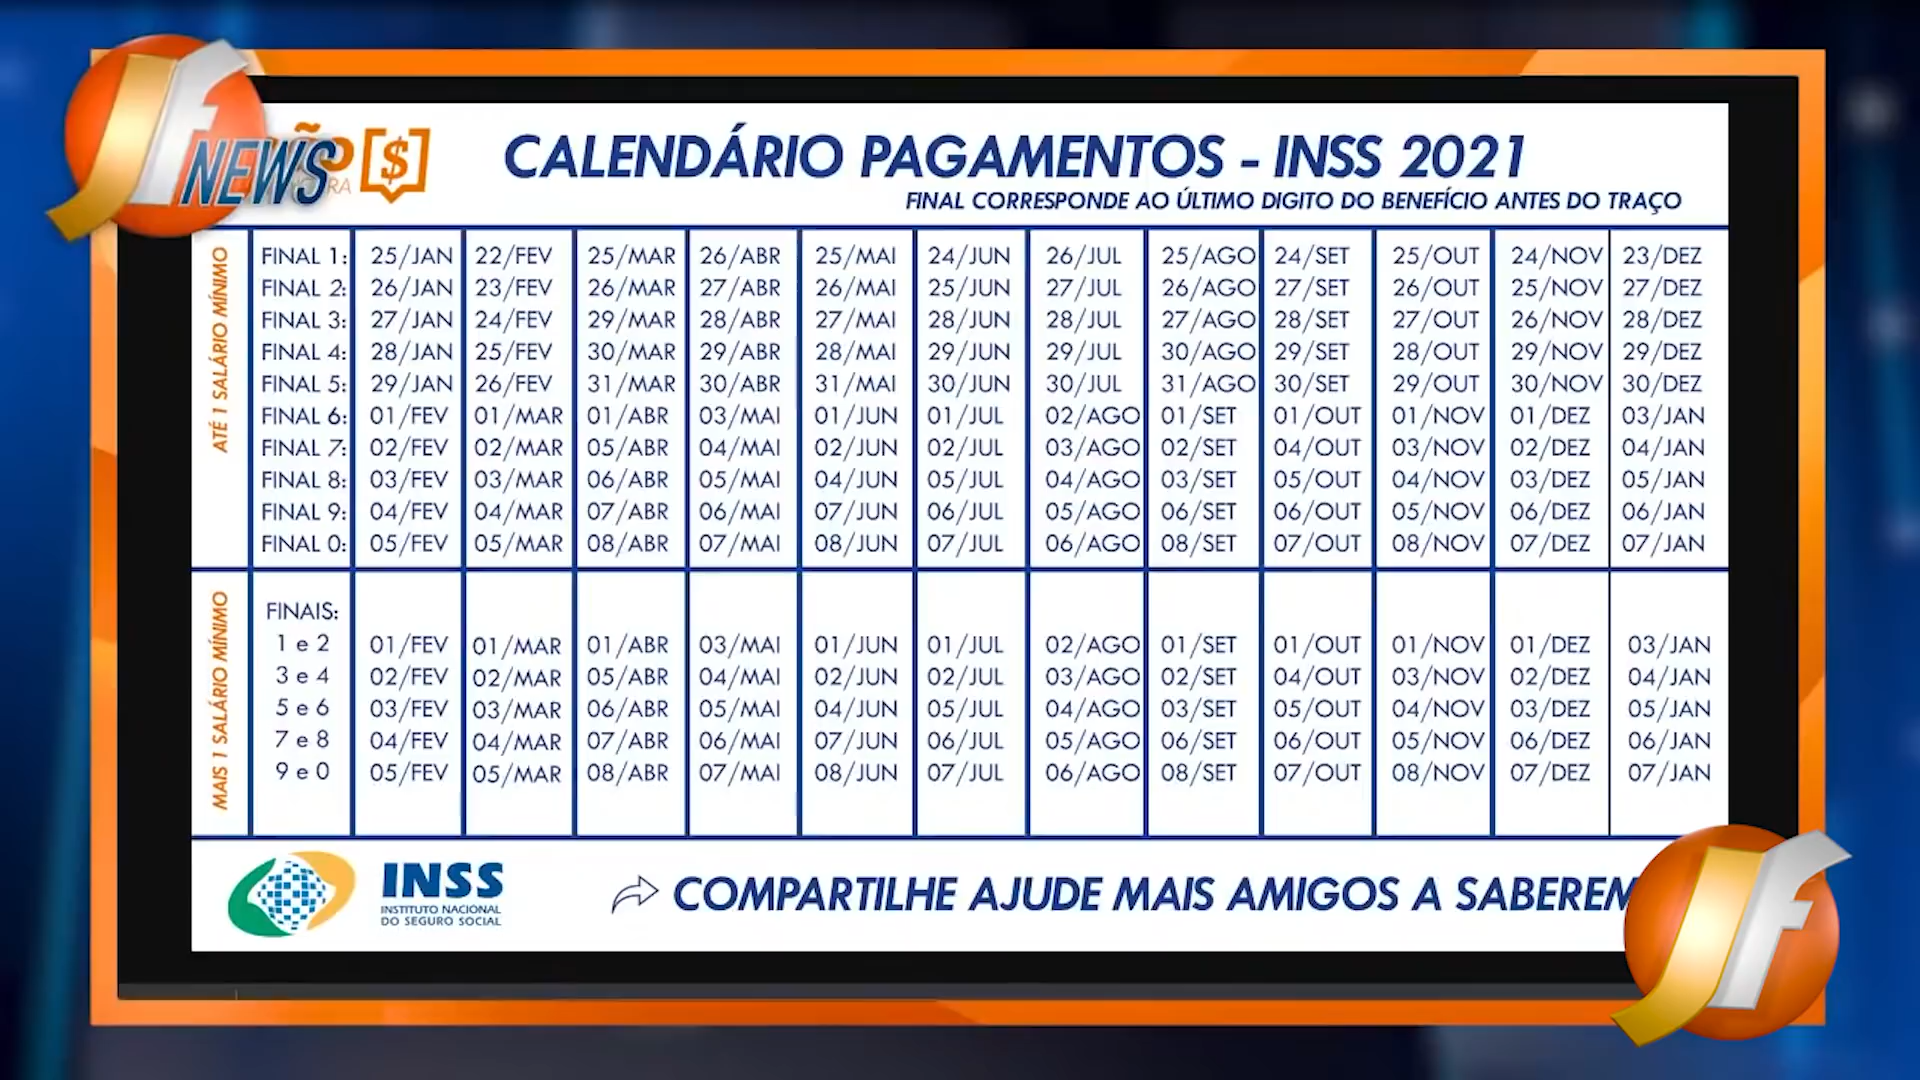 NEWS
CALENDÁRIO PAGAMENTOS - INSS 2021
FINAL CORRESPONDE AO ÚLTIMO DIGITO DO BENEFÍCIO ANTES DO TRAÇO
ATÉ 1 SALÁRIO MÍNIMO
FINAL 1: 25/JAN 22/FEV 25/MAR 26/ABR 25/MAI 24/JUN 26/JUL 25/AGO 24/SET 25/OUT 24/NOV 23/DEZ
FINAL 2: 26/JAN 23/FEV 26/MAR 27/ABR 26/MAI 25/JUN 27/JUL 26/AGO 27/SET 26/OUT 25/NOV 27/DEZ
FINAL 3: 27/JAN 24/FEV 29/MAR 28/ABR 27/MAI 28/JUN 28/JUL 27/AGO 28/SET 27/OUT 26/NOV 28/DEZ
FINAL 4: 28/JAN 25/FEV 30/MAR 29/ABR 28/MAI 29/JUN 29/JUL 30/AGO 29/SET 28/OUT 29/NOV 29/DEZ
FINAL 5: 29/JAN 26/FEV 31/MAR 30/ABR 31/MAI 30/JUN 30/JUL 31/AGO 30/SET 29/OUT 30/NOV 30/DEZ
FINAL 6: 01/FEV 01/MAR 01/ABR 03/MAI 01/JUN 01/JUL 02/AGO 01/SET 01/OUT 01/NOV 01/DEZ 03/JAN
FINAL 7: 02/FEV 02/MAR 05/ABR 04/MAI 02/JUN 02/JUL 03/AGO 02/SET 04/OUT 03/NOV 02/DEZ 04/JAN
FINAL 8: 03/FEV 03/MAR 06/ABR 05/MAI 04/JUN 05/JUL 04/AGO 03/SET 05/OUT 04/NOV 03/DEZ 05/JAN
FINAL 9: 04/FEV 04/MAR 07/ABR 06/MAI 07/JUN 06/JUL 05/AGO 06/SET 06/OUT 05/NOV 06/DEZ 06/JAN
FINAL 0: 05/FEV 05/MAR 08/ABR 07/MAI 08/JUN 07/JUL 06/AGO 08/SET 07/OUT 08/NOV 07/DEZ 07/JAN
MAIS 1 SALÁRIO MÍNIMO
FINAIS:
1 e 2 01/FEV 01/MAR 01/ABR 03/MAI 01/JUN 01/JUL 02/AGO 01/SET 01/OUT 01/NOV 01/DEZ 03/JAN
3 e 4 02/FEV 02/MAR 05/ABR 04/MAI 02/JUN 02/JUL 03/AGO 02/SET 04/OUT 03/NOV 02/DEZ 04/JAN
5 e 6 03/FEV 03/MAR 06/ABR 05/MAI 04/JUN 05/JUL 04/AGO 03/SET 05/OUT 04/NOV 03/DEZ 05/JAN
7 e 8 04/FEV 04/MAR 07/ABR 06/MAI 07/JUN 06/JUL 05/AGO 06/SET 06/OUT 05/NOV 06/DEZ 06/JAN
9 e 0 05/FEV 05/MAR 08/ABR 07/MAI 08/JUN 07/JUL 06/AGO 08/SET 07/OUT 08/NOV 07/DEZ 07/JAN
INSS
INSTITUTO NACIONAL
DO SEGURO SOCIAL
COMPARTILHE AJUDE MAIS AMIGOS A SABEREM